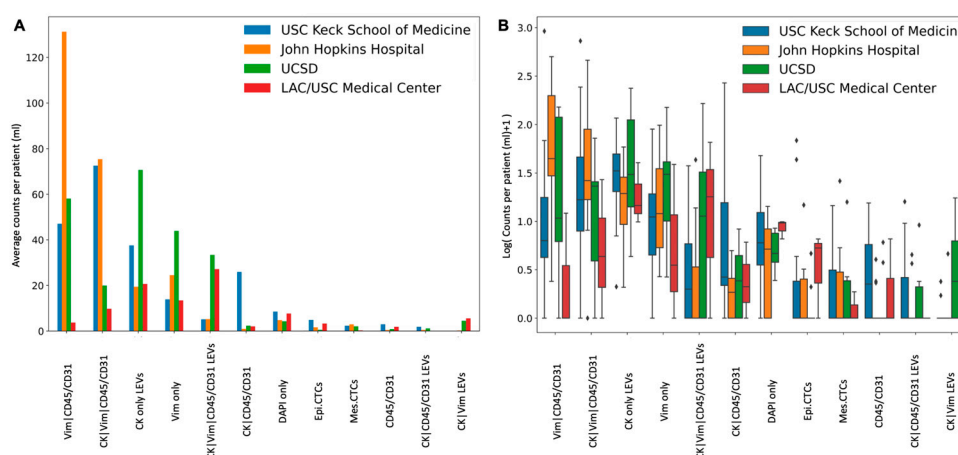 A
USC Keck School of Medicine
John Hopkins Hospital
UCSD
LAC/USC Medical Center
Average counts per patient (ml)
120
100
80
60
40
20
0
Vim|CD45/CD31
CK|Vim|CD45/CD31
CK only LEVs
Vim only
CK|Vim|CD45/CD31 LEVs
CK|CD45/CD31
DAPI only
Epi.CTCs
Mes.CTCs
CD45/CD31
CK|CD45/CD31 LEVs
CK|Vim LEVs
B
USC Keck School of Medicine
John Hopkins Hospital
UCSD
LAC/USC Medical Center
Log( Counts per patient (ml)+1 )
3.0
2.5
2.0
1.5
1.0
0.5
0.0
Vim|CD45/CD31
CK|Vim|CD45/CD31
CK only LEVs
Vim only
CK|Vim|CD45/CD31 LEVs
CK|CD45/CD31
DAPI only
Epi.CTCs
Mes.CTCs
CD45/CD31
CK|CD45/CD31 LEVs
CK|Vim LEVs